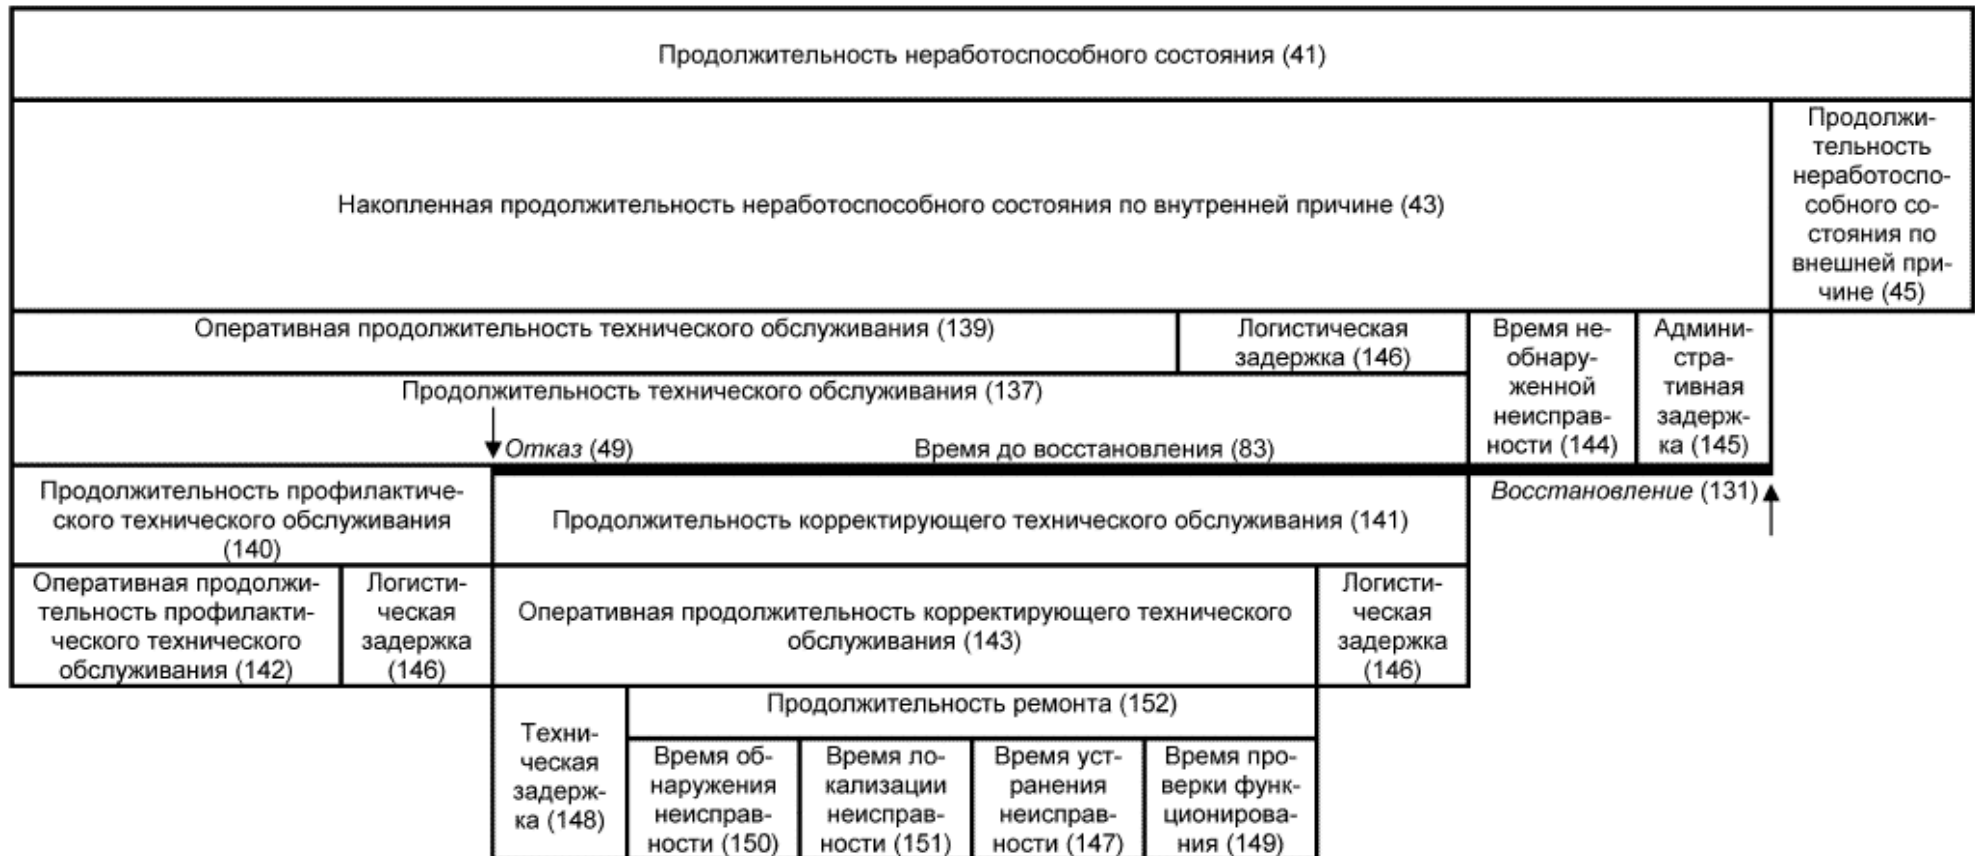 Продолжительность неработоспособного состояния (41)
Накопленная продолжительность неработоспособного состояния по внутренней причине (43)
Продолжи-
тельность
неработоспо-
собного со-
стояния по
внешней при-
чине (45)
Оперативная продолжительность технического обслуживания (139)
Логистическая
задержка (146)
Время не-
обнару-
женной
неисправ-
ности (144)
Админи-
стра-
тивная
задерж-
ка (145)
Продолжительность технического обслуживания (137)
Отказ (49)
Время до восстановления (83)
Продолжительность профилактиче-
ского технического обслуживания
(140)
Продолжительность корректирующего технического обслуживания (141)
Восстановление (131)
Оперативная продолжи-
тельность профилакти-
ческого технического
обслуживания (142)
Логисти-
ческая
задержка
(146)
Оперативная продолжительность корректирующего технического
обслуживания (143)
Логисти-
ческая
задержка
(146)
Техни-
ческая
задерж-
ка (148)
Продолжительность ремонта (152)
Время об-
наружения
неисправ-
ности (150)
Время ло-
кализации
неисправ-
ности (151)
Время уст-
ранения
неисправ-
ности (147)
Время про-
верки функ-
ционирова-
ния (149)